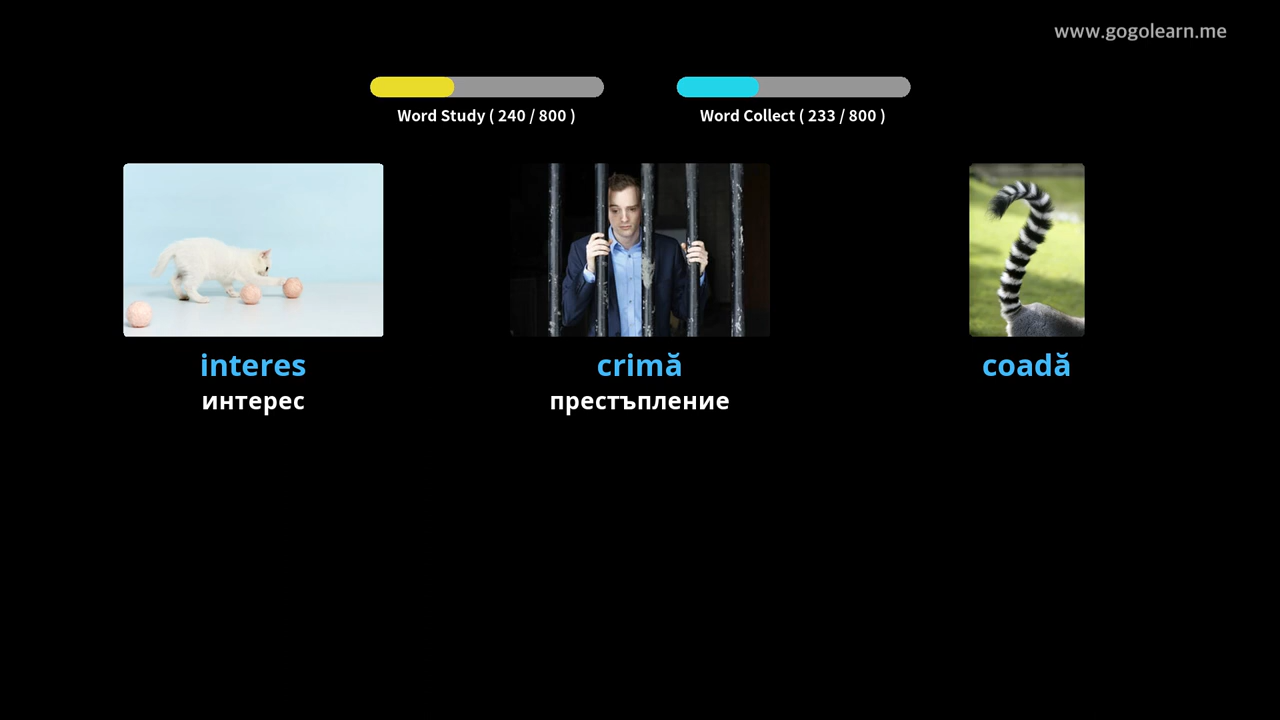 www.gogolearn.me
Word Study ( 240 / 800 )
Word Collect ( 233 / 800 )
interes
crimă
coadă
интерес
престъпление